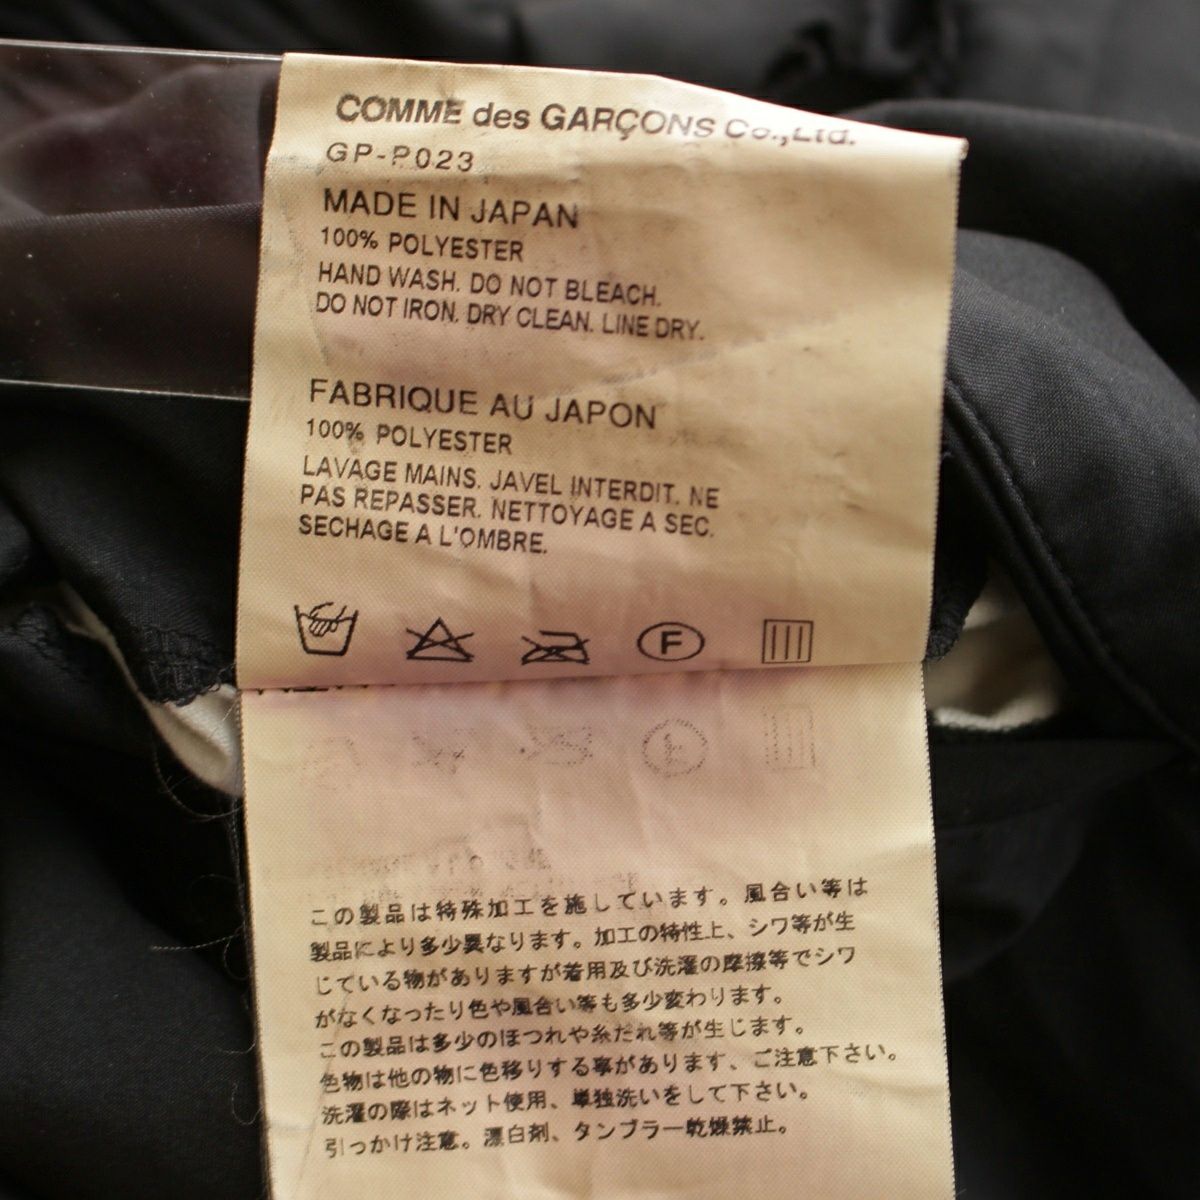 COMME des GARÇONS Co.,Ltd.
GP-P023
MADE IN JAPAN
100% POLYESTER
HAND WASH. DO NOT BLEACH.
DO NOT IRON. DRY CLEAN. LINE DRY.
FABRIQUE AU JAPON
100% POLYESTER
LAVAGE MAINS. JAVEL INTERDIT. NE
PAS REPASSER. NETTOYAGE A SEC.
SECHAGE A L'OMBRE.
F
この製品は特殊加工を施しています。風合い等は
製品により多少異なります。加工の特性上、シワ等が生
じている物がありますが着用及び洗濯の摩擦等でシワ
がなくなったり色や風合い等も多少変わります。
この製品は多少のほつれや糸だれ等が生じます。
色物は他の物に色移りする事があります、ご注意下さい。
洗濯の際はネット使用、単独洗いをして下さい。
引っかけ注意。漂白剤、タンブラー乾燥禁止。